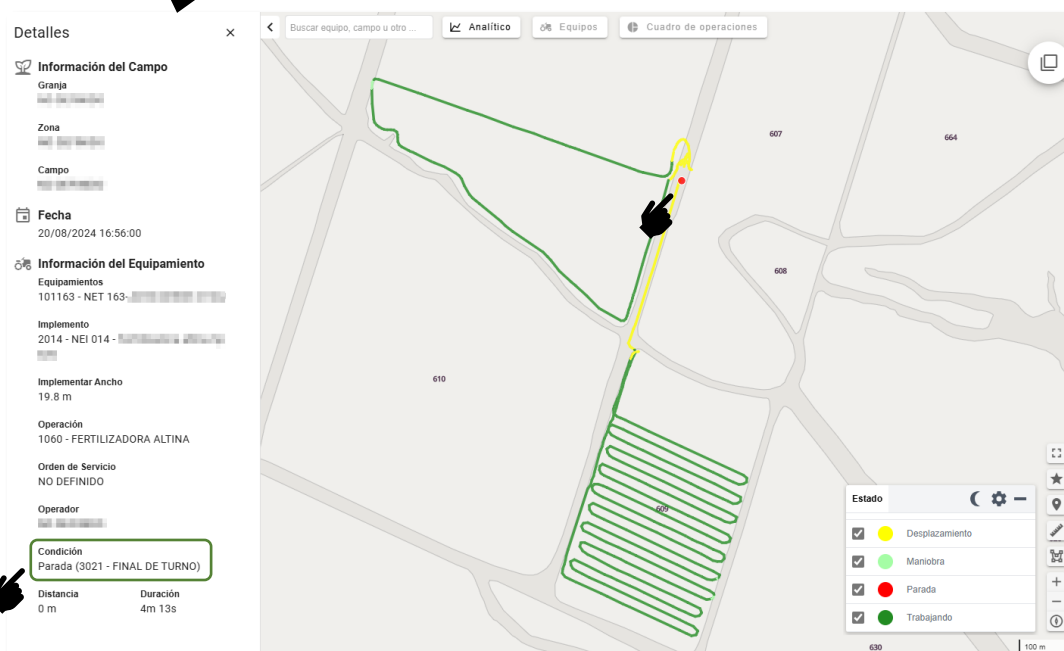 Detalles
Información del Campo
Granja
Zona
Campo
Fecha
20/08/2024 16:56:00
Información del Equipamiento
Equipamientos
101163 - NET 163-
Implemento
2014 - NEI 014 -
Implementar Ancho
19.8 m
Operación
1060 - FERTILIZADORA ALTINA
Orden de Servicio
NO DEFINIDO
Operador
Condición
Parada (3021 - FINAL DE TURNO)
Distancia Duración
0 m 4m 13s
Buscar equipo, campo u otro ...
Analítico
Equipos
Cuadro de operaciones
607
664
608
610
609
630
Estado
Desplazamiento
Maniobra
Parada
Trabajando
100 m